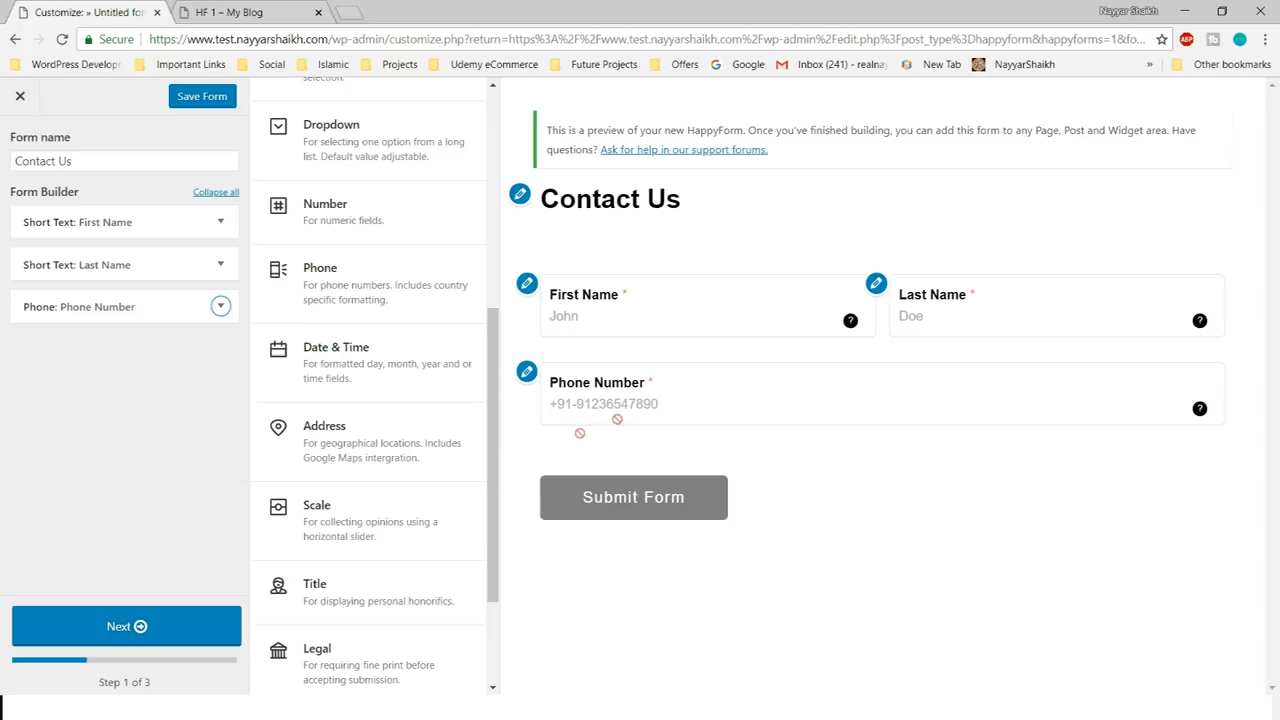 Customize: » Untitled for
HF 1 – My Blog
Nayyar Shaikh
Secure
https://www.test.nayyarshaikh.com/wp-admin/customize.php?return=https%3A%2F%2Fwww.test.nayyarshaikh.com%2Fwp-admin%2Fedit.php%3Fpost_type%3Dhappyform&happyforms=1&fo...
ABP
WordPress Develop
Important Links
Social
Islamic
Projects
Udemy eCommerce
Future Projects
Offers
Google
Inbox (241) - realnay
New Tab
NayyarShaikh
»
Other bookmarks
Save Form
Form name
Contact Us
Form Builder
Collapse all
Short Text: First Name
Short Text: Last Name
Phone: Phone Number
Next
Step 1 of 3
selection.
Dropdown
For selecting one option from a long
list. Default value adjustable.
Number
For numeric fields.
Phone
For phone numbers. Includes country
specific formatting.
Date & Time
For formatted day, month, year and or
time fields.
Address
For geographical locations. Includes
Google Maps intergration.
Scale
For collecting opinions using a
horizontal slider.
Title
For displaying personal honorifics.
Legal
For requiring fine print before
accepting submission.
This is a preview of your new HappyForm. Once you've finished building, you can add this form to any Page, Post and Widget area. Have
questions? Ask for help in our support forums.
Contact Us
First Name *
John
?
Last Name *
Doe
?
Phone Number *
+91-91236547890
?
Submit Form